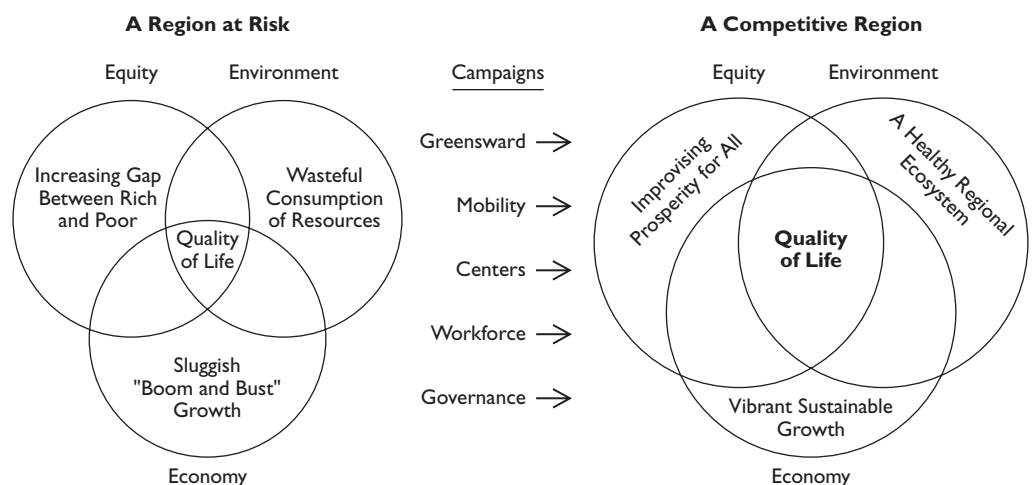 A Region at Risk
Equity
Environment
Increasing Gap
Between Rich
and Poor
Wasteful
Consumption
of Resources
Quality
of Life
Sluggish
"Boom and Bust"
Growth
Economy
Campaigns
Greensward
Mobility
Centers
Workforce
Governance
A Competitive Region
Equity
Environment
Improvising
Prosperity for All
A Healthy Regional
Ecosystem
Quality
of Life
Vibrant Sustainable
Growth
Economy